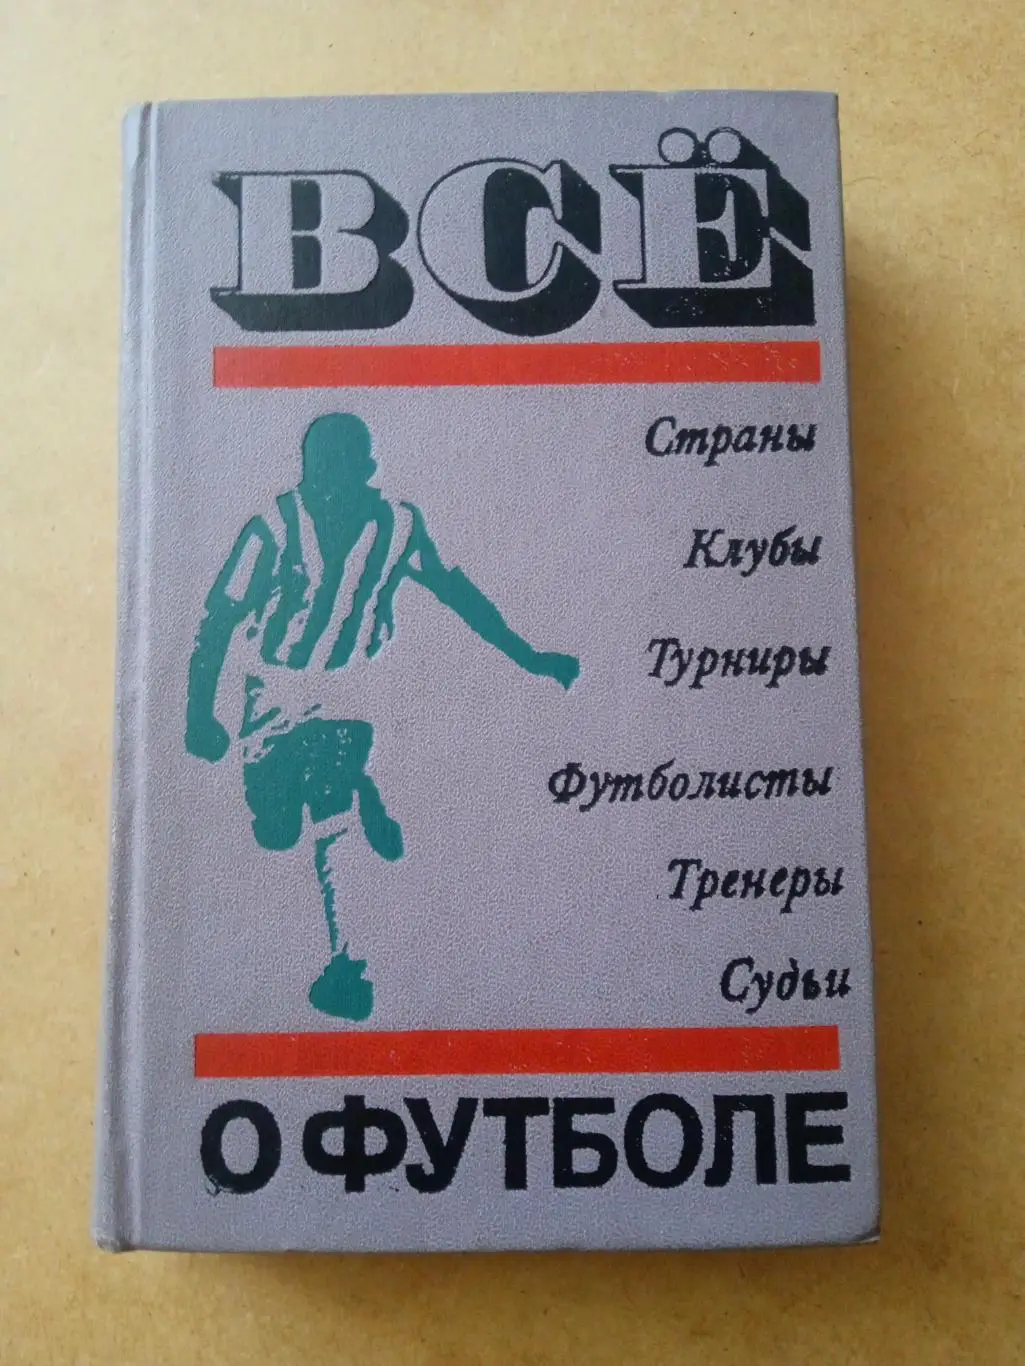 ВСЁ
Страны
Клубы
Турниры
Футболисты
Тренеры
Судьи
О ФУТБОЛЕ